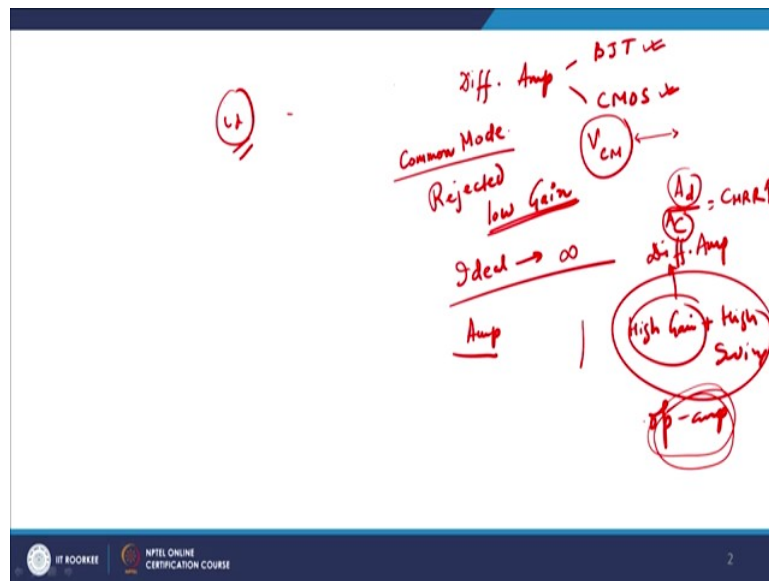 Diff. Amp
BJT
CMOS
Common Mode
V_CM
Rejected
low Gain
Ad
Ac
= CMRR↑
Diff. Amp
Ideal → ∞
High Gain + High
Swing
Amp
op-amp
IIT ROORKEE
NPTEL ONLINE
CERTIFICATION COURSE
2